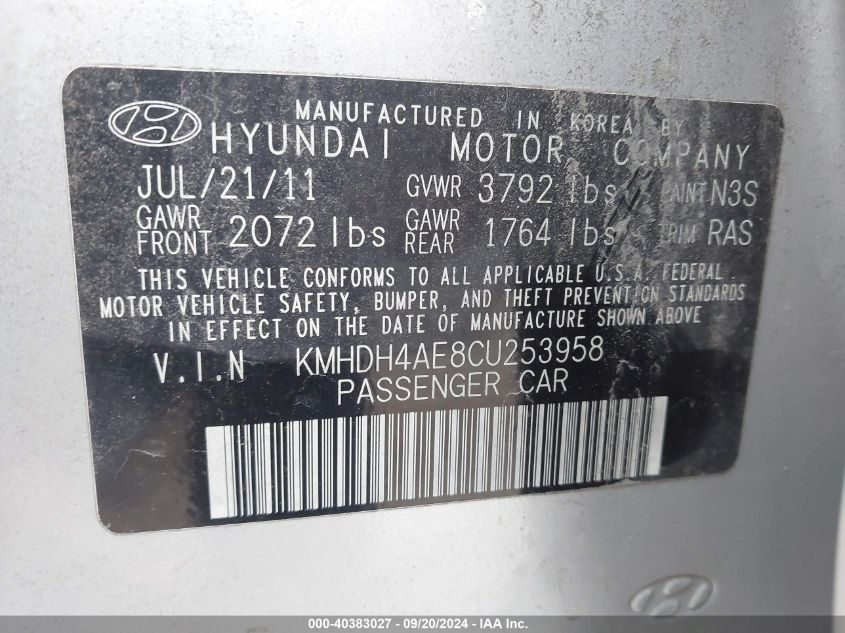 MANUFACTURED IN KOREA BY
HYUNDAI MOTOR COMPANY
JUL/21/11 GVWR 3792 lbs PAINT N3S
GAWR FRONT 2072 lbs GAWR REAR 1764 lbs TRIM RAS
THIS VEHICLE CONFORMS TO ALL APPLICABLE U.S.A. FEDERAL
MOTOR VEHICLE SAFETY, BUMPER, AND THEFT PREVENTION STANDARDS
IN EFFECT ON THE DATE OF MANUFACTURE SHOWN ABOVE
V.I.N KMHDH4AE8CU253958
PASSENGER CAR
000-40383027 - 09/20/2024 - IAA Inc.